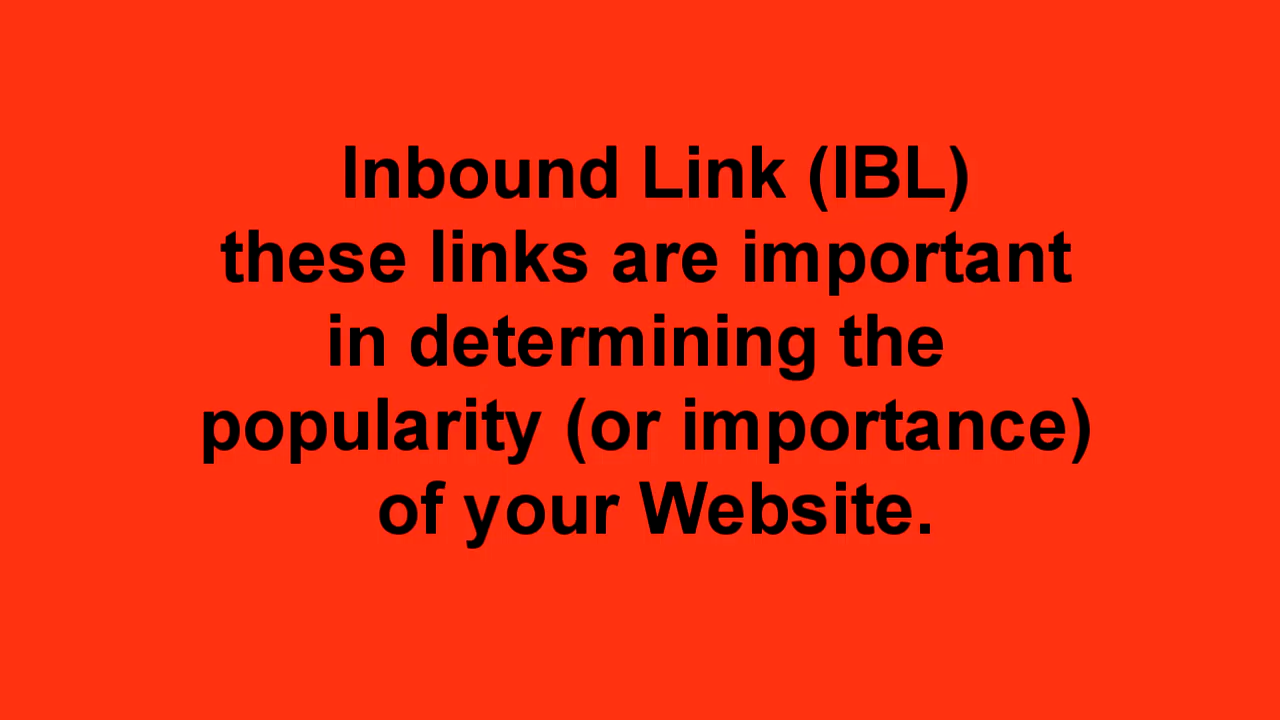 Inbound Link (IBL)
these links are important
in determining the
popularity (or importance)
of your Website.